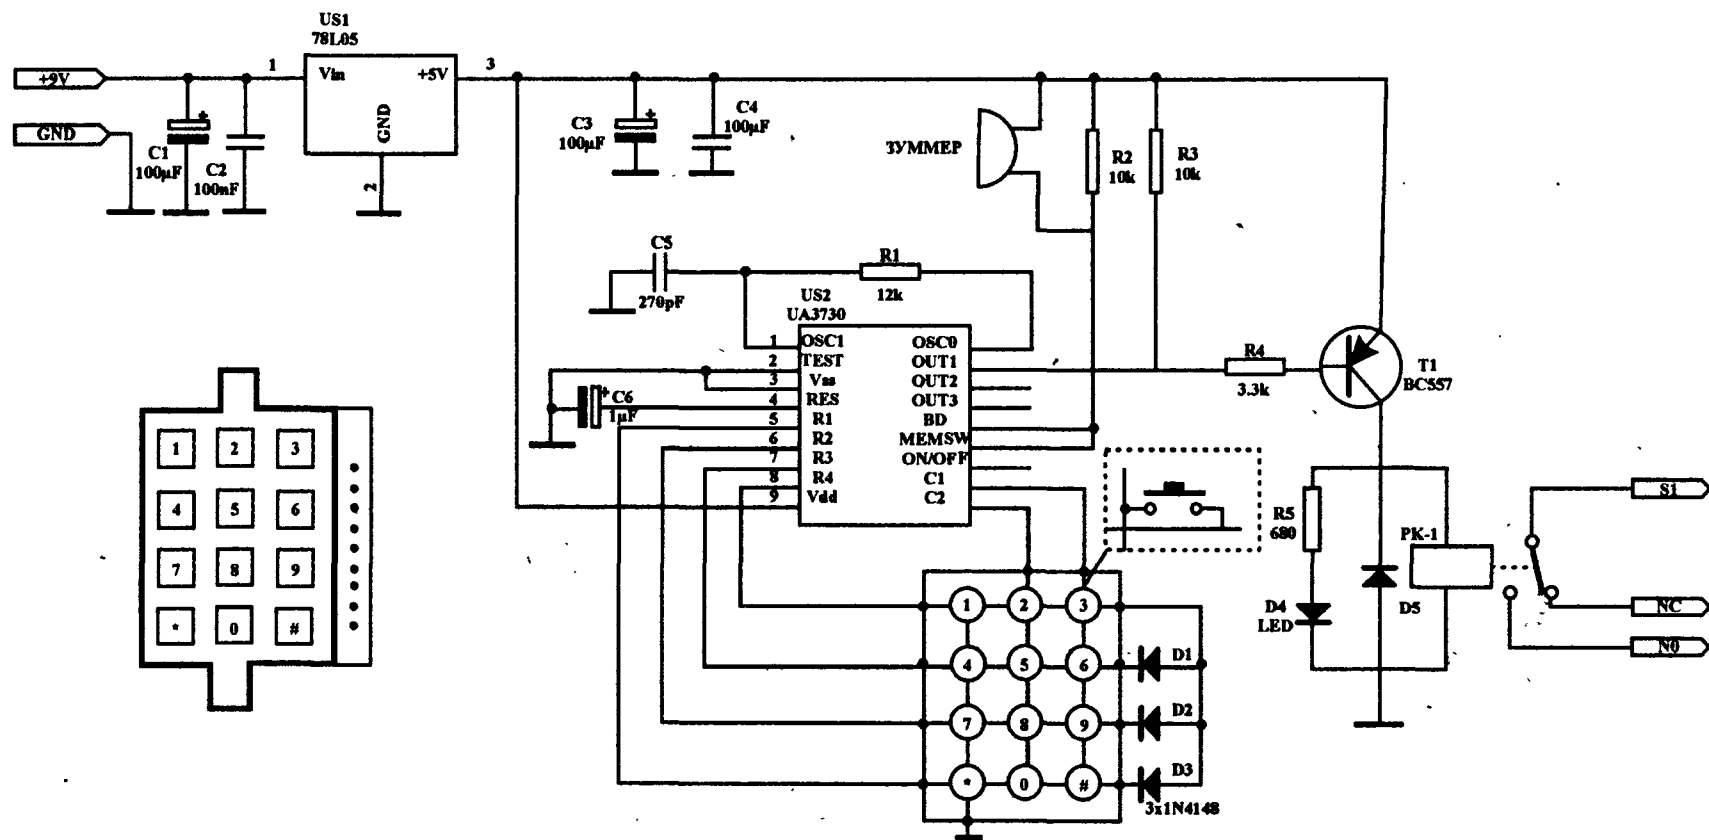 US1
78L05
+9V
1
Vin
+5V
3
GND
GND
2
C1
100µF
C2
100nF
C3
100µF
C4
100µF
ЗУММЕР
R2
10k
R3
10k
C5
270pF
R1
12k
US2
UA3730
1
OSC1
OSC0
2
TEST
OUT1
3
Vss
OUT2
4
RES
OUT3
5
R1
BD
6
R2
MEMSW
7
R3
ON/OFF
8
R4
C1
9
Vdd
C2
C6
1µF
R4
3.3k
T1
BC557
R5
680
D4
LED
D5
PK-1
S1
NC
N0
1 2 3
4 5 6
7 8 9
* 0 #
1 2 3
4 5 6
7 8 9
* 0 #
D1
D2
D3
3x1N4148